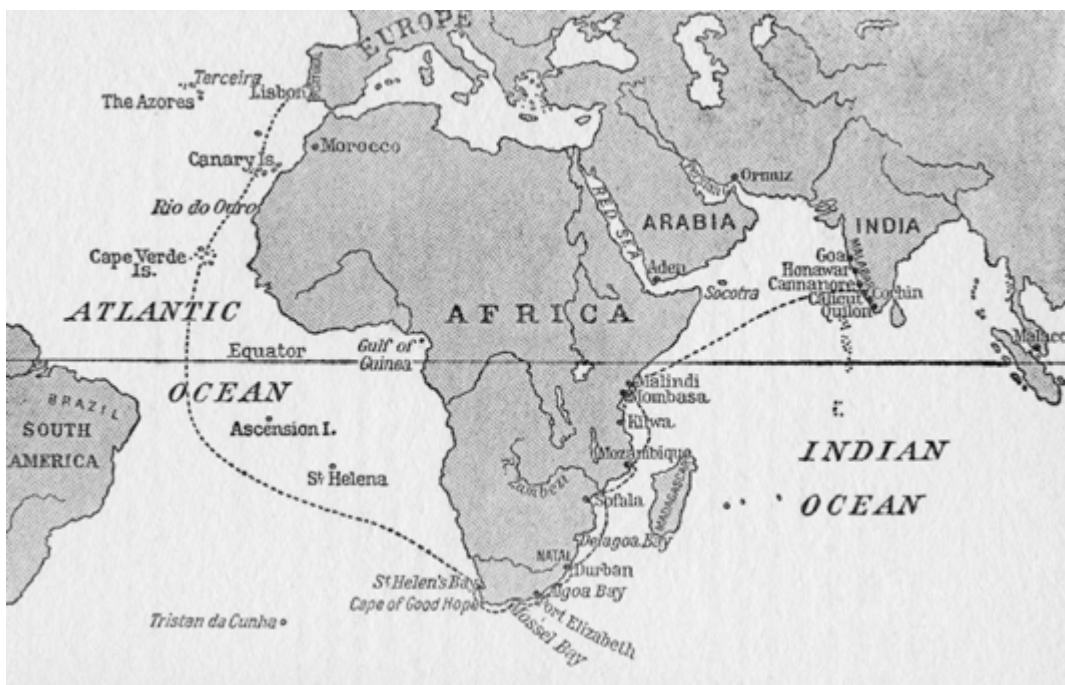 EUROPE
Terceira
The Azores
Lisbon
PORTUGAL
Canary Is.
Morocco
Rio do Ouro
Cape Verde
Is.
ATLANTIC
OCEAN
Equator
Gulf of
Guinea
AFRICA
RED SEA
ARABIA
Persian G.
Ormuz
Aden
Socotra
INDIA
MALABAR
Goa
Honawar
Cannanore
Calicut
Cochin
Quilon
Malacca
BRAZIL
SOUTH
AMERICA
Ascension I.
St Helena
Malindi
Mombasa
Kilwa
Mozambique
R. Zambezi
Sofala
MADAGASCAR
INDIAN
OCEAN
Delagoa Bay
NATAL
Durban
St Helen's Bay
Algoa Bay
Cape of Good Hope
Port Elizabeth
Mossel Bay
Tristan da Cunha